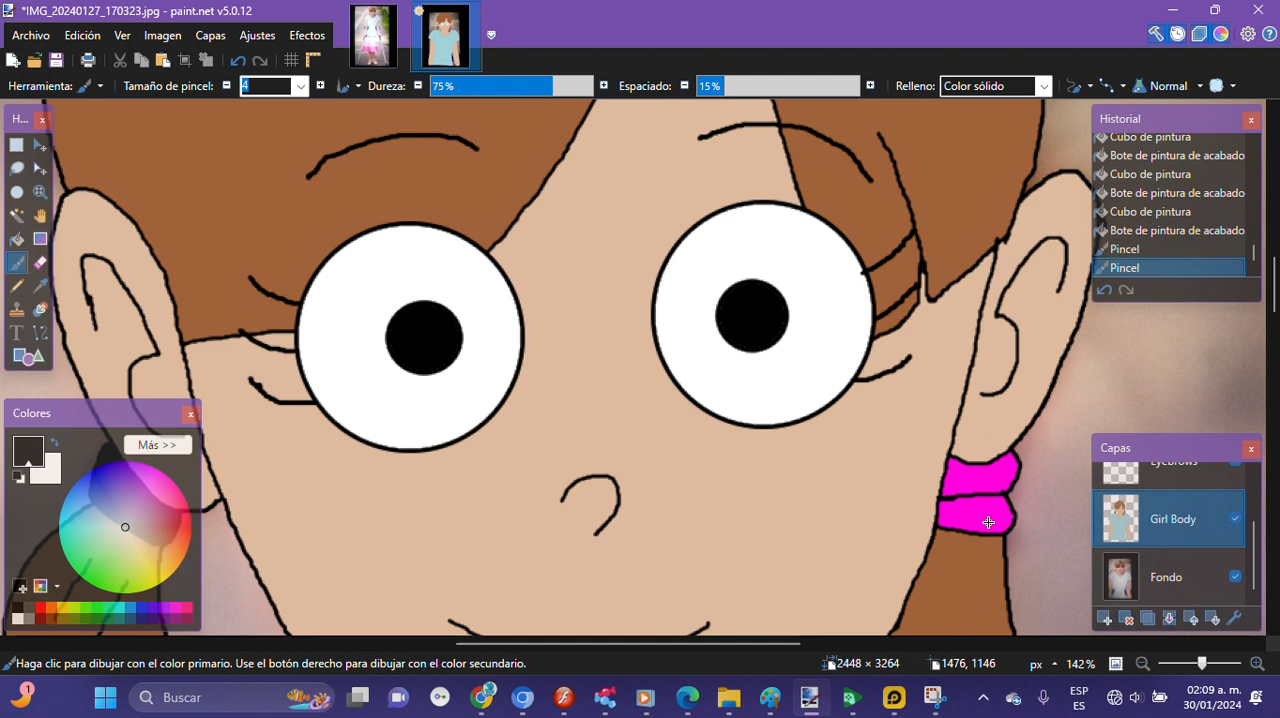 *IMG_20240127_170323.jpg - paint.net v5.0.12
Archivo Edición Ver Imagen Capas Ajustes Efectos
Herramienta: Tamaño de pincel: 4 Dureza: 75% Espaciado: 15% Relleno: Color sólido Normal
H... x
Historial x
Cubo de pintura
Bote de pintura de acabado
Cubo de pintura
Bote de pintura de acabado
Cubo de pintura
Bote de pintura de acabado
Pincel
Pincel
Colores x
Más >>
Capas x
Eyebrows
Girl Body
Fondo
Haga clic para dibujar con el color primario. Use el botón derecho para dibujar con el color secundario. 2448 × 3264 1476, 1146 px 142%
1 Buscar ESP ES 02:09 a. m. 30/01/2024